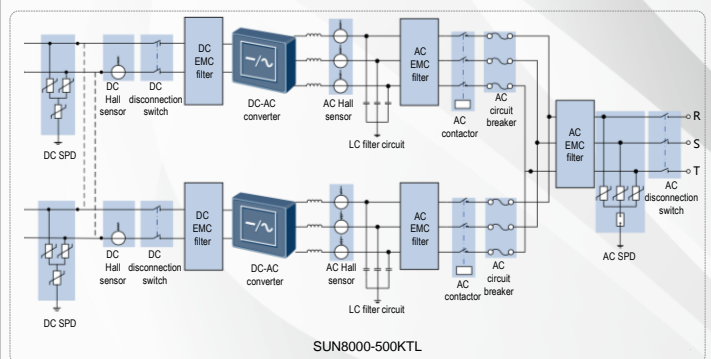 DC SPD
DC
Hall
sensor
DC
disconnection
switch
DC
EMC
filter
DC-AC
converter
AC Hall
sensor
LC filter circuit
AC
EMC
filter
AC
contactor
AC
circuit
breaker
AC
EMC
filter
R
S
T
AC
disconnection
switch
AC SPD
DC SPD
DC
Hall
sensor
DC
disconnection
switch
DC
EMC
filter
DC-AC
converter
AC Hall
sensor
LC filter circuit
AC
EMC
filter
AC
contactor
AC
circuit
breaker
SUN8000-500KTL